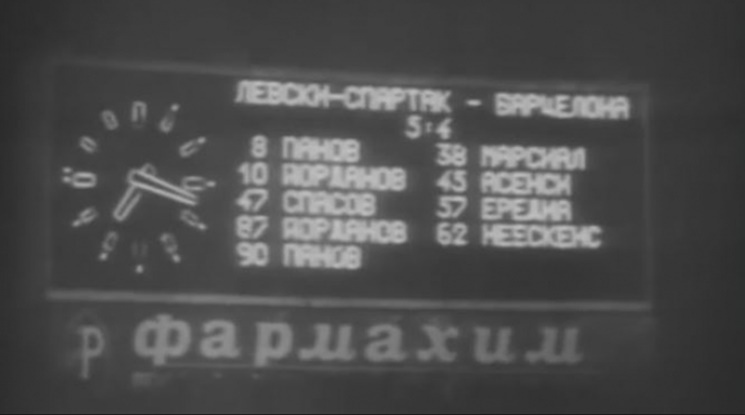 ЛЕВСКИ-СПАРТАК - БАРЦЕЛОНА
5:4
8 ПАНОВ 38 МАРСИАЛ
10 ЙОРДАНОВ 43 АСЕНСИ
47 СПАСОВ 57 ЕРЕДИА
87 ЙОРДАНОВ 62 НЕЕСКЕНС
90 ПАНОВ
р фармахим